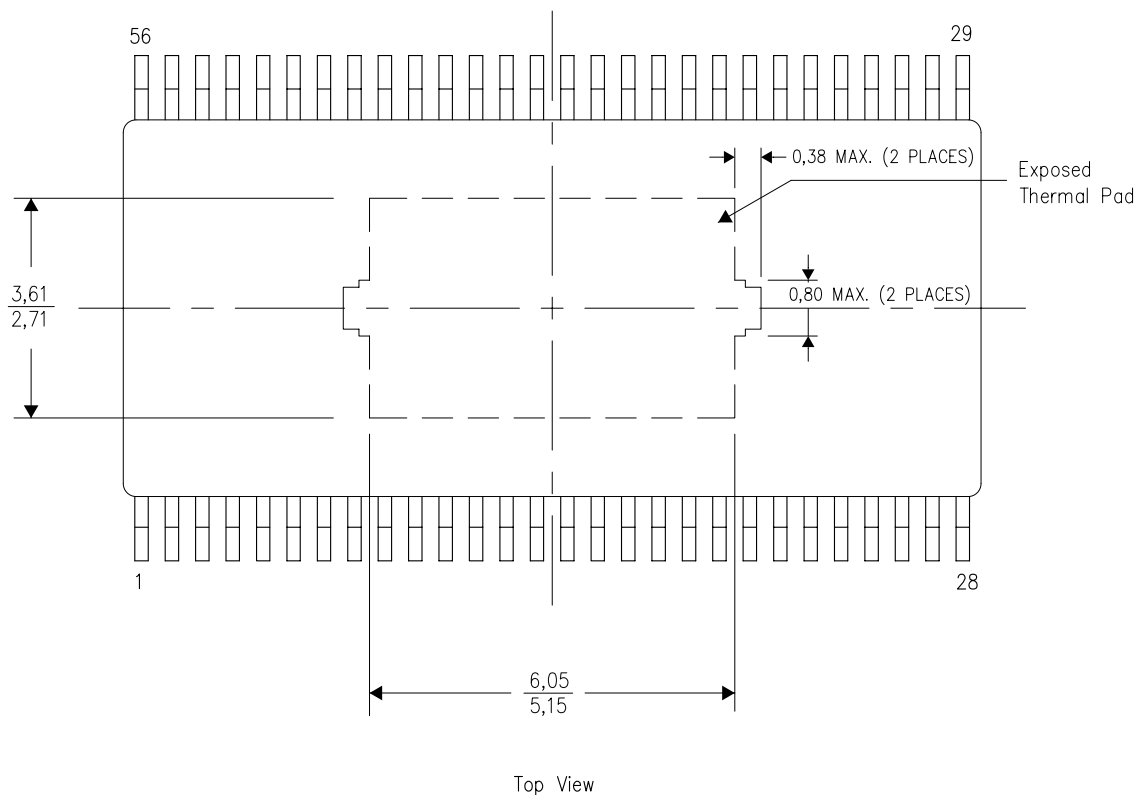 56
29
0,38 MAX. (2 PLACES)
Exposed
Thermal Pad
3,61
2,71
0,80 MAX. (2 PLACES)
1
28
6,05
5,15
Top View